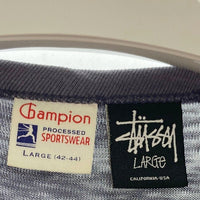 Champion
PROCESSED
SPORTSWEAR
LARGE (42-44)
STÜSSY
LARGE
CALIFORNIA·USA